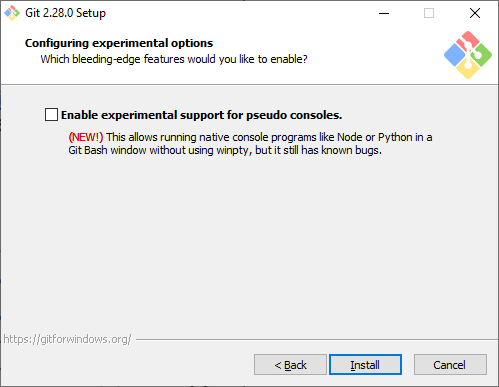 Git 2.28.0 Setup
Configuring experimental options
Which bleeding-edge features would you like to enable?
Enable experimental support for pseudo consoles.
(NEW!) This allows running native console programs like Node or Python in a
Git Bash window without using winpty, but it still has known bugs.
https://gitforwindows.org/
< Back
Install
Cancel